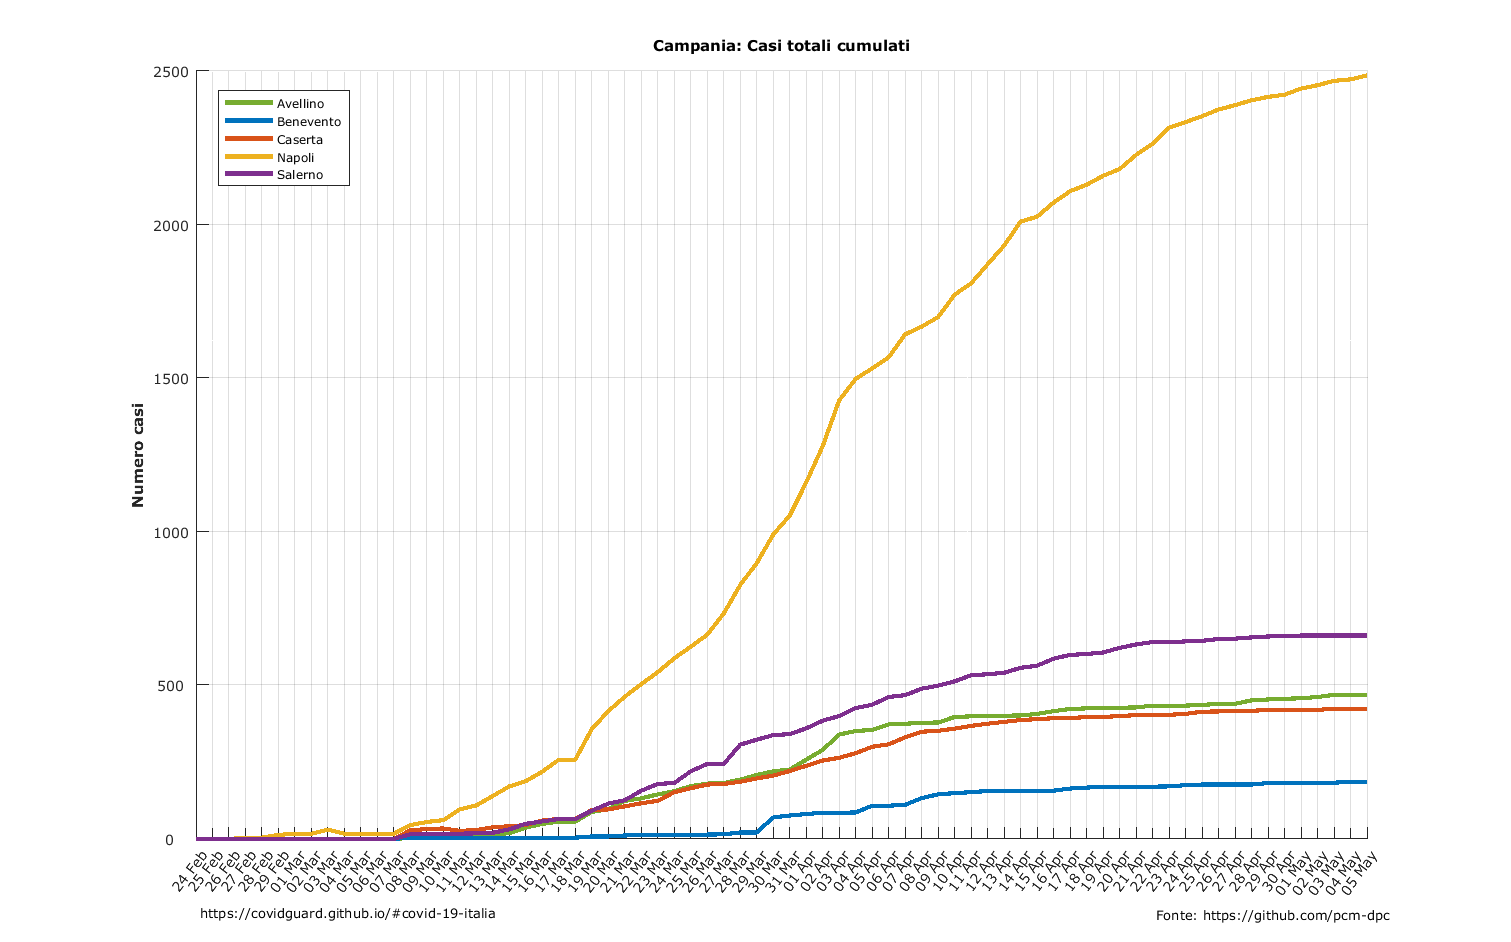 Campania: Casi totali cumulati
2500
2000
1500
1000
500
0
Numero casi
Avellino
Benevento
Caserta
Napoli
Salerno
24 Feb
25 Feb
26 Feb
27 Feb
28 Feb
29 Feb
01 Mar
02 Mar
03 Mar
04 Mar
05 Mar
06 Mar
07 Mar
08 Mar
09 Mar
10 Mar
11 Mar
12 Mar
13 Mar
14 Mar
15 Mar
16 Mar
17 Mar
18 Mar
19 Mar
20 Mar
21 Mar
22 Mar
23 Mar
24 Mar
25 Mar
26 Mar
27 Mar
28 Mar
29 Mar
30 Mar
31 Mar
01 Apr
02 Apr
03 Apr
04 Apr
05 Apr
06 Apr
07 Apr
08 Apr
09 Apr
10 Apr
11 Apr
12 Apr
13 Apr
14 Apr
15 Apr
16 Apr
17 Apr
18 Apr
19 Apr
20 Apr
21 Apr
22 Apr
23 Apr
24 Apr
25 Apr
26 Apr
27 Apr
28 Apr
29 Apr
30 Apr
01 May
02 May
03 May
04 May
05 May
https://covidguard.github.io/#covid-19-italia
Fonte: https://github.com/pcm-dpc